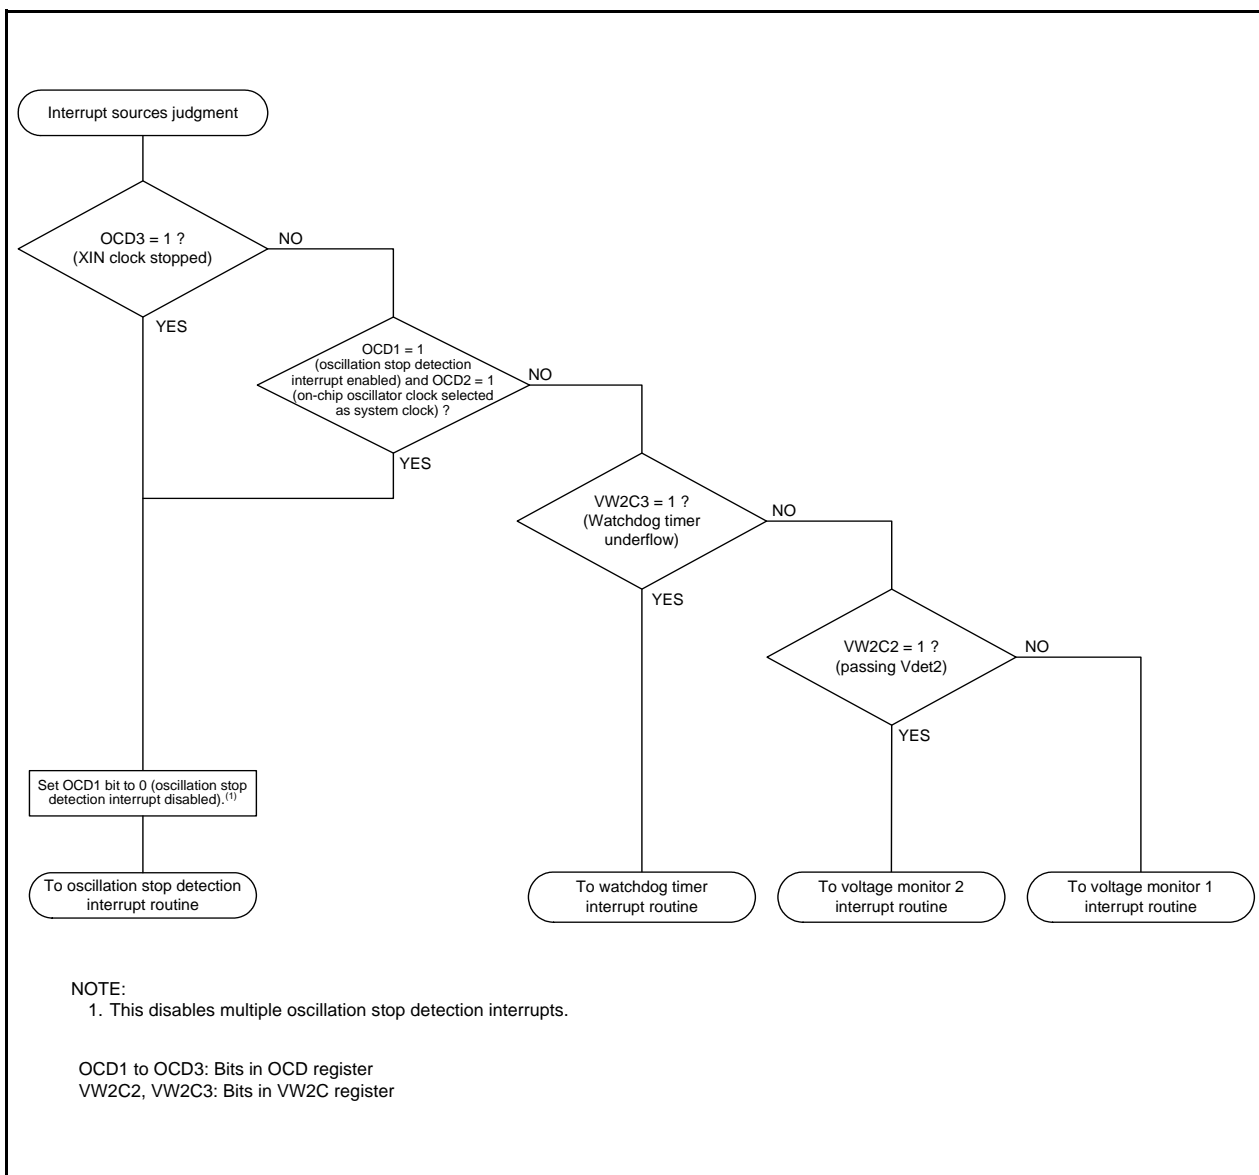 Interrupt sources judgment
OCD3 = 1 ?
(XIN clock stopped)
NO
YES
OCD1 = 1
(oscillation stop detection
interrupt enabled) and OCD2 = 1
(on-chip oscillator clock selected
as system clock) ?
NO
YES
VW2C3 = 1 ?
(Watchdog timer
underflow)
NO
YES
VW2C2 = 1 ?
(passing Vdet2)
NO
YES
Set OCD1 bit to 0 (oscillation stop
detection interrupt disabled).(1)
To oscillation stop detection
interrupt routine
To watchdog timer
interrupt routine
To voltage monitor 2
interrupt routine
To voltage monitor 1
interrupt routine
NOTE:
1. This disables multiple oscillation stop detection interrupts.
OCD1 to OCD3: Bits in OCD register
VW2C2, VW2C3: Bits in VW2C register